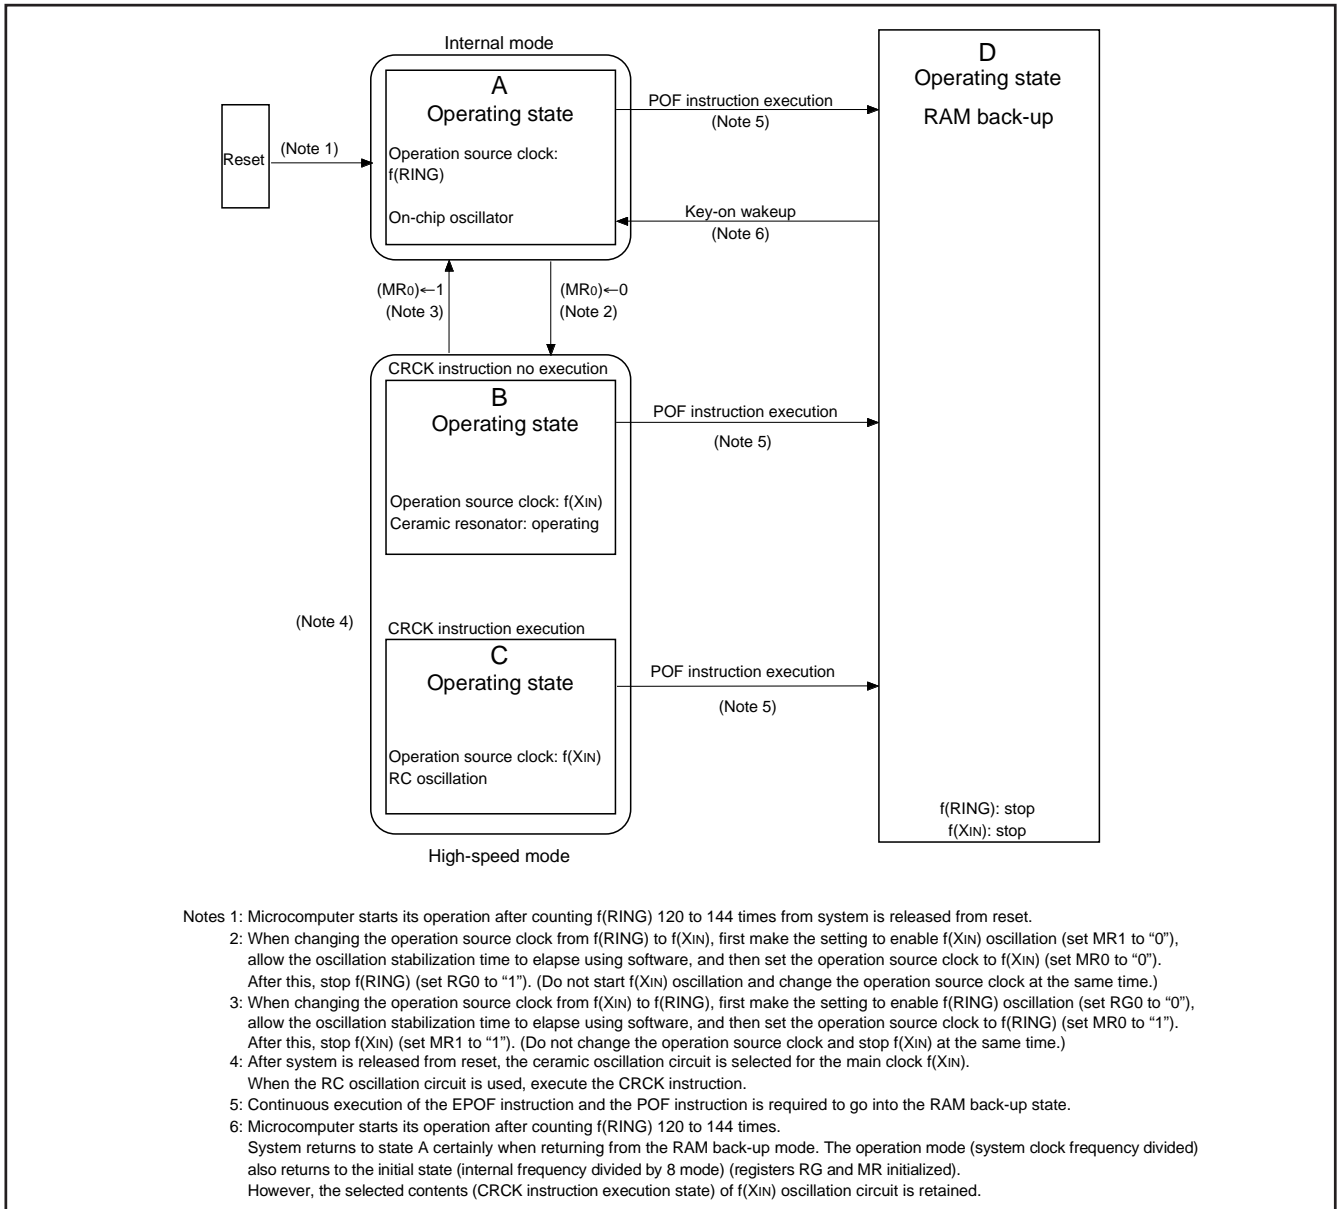 Internal mode
A
Operating state
Operation source clock:
f(RING)
On-chip oscillator
Reset
(Note 1)
POF instruction execution
(Note 5)
Key-on wakeup
(Note 6)
D
Operating state
RAM back-up
(MR0)←1
(Note 3)
(MR0)←0
(Note 2)
CRCK instruction no execution
B
Operating state
Operation source clock: f(XIN)
Ceramic resonator: operating
POF instruction execution
(Note 5)
(Note 4)
CRCK instruction execution
C
Operating state
Operation source clock: f(XIN)
RC oscillation
POF instruction execution
(Note 5)
f(RING): stop
f(XIN): stop
High-speed mode
Notes 1: Microcomputer starts its operation after counting f(RING) 120 to 144 times from system is released from reset.
2: When changing the operation source clock from f(RING) to f(XIN), first make the setting to enable f(XIN) oscillation (set MR1 to “0”),
allow the oscillation stabilization time to elapse using software, and then set the operation source clock to f(XIN) (set MR0 to “0”).
After this, stop f(RING) (set RG0 to “1”). (Do not start f(XIN) oscillation and change the operation source clock at the same time.)
3: When changing the operation source clock from f(XIN) to f(RING), first make the setting to enable f(RING) oscillation (set RG0 to “0”),
allow the oscillation stabilization time to elapse using software, and then set the operation source clock to f(RING) (set MR0 to “1”).
After this, stop f(XIN) (set MR1 to “1”). (Do not change the operation source clock and stop f(XIN) at the same time.)
4: After system is released from reset, the ceramic oscillation circuit is selected for the main clock f(XIN).
When the RC oscillation circuit is used, execute the CRCK instruction.
5: Continuous execution of the EPOF instruction and the POF instruction is required to go into the RAM back-up state.
6: Microcomputer starts its operation after counting f(RING) 120 to 144 times.
System returns to state A certainly when returning from the RAM back-up mode. The operation mode (system clock frequency divided)
also returns to the initial state (internal frequency divided by 8 mode) (registers RG and MR initialized).
However, the selected contents (CRCK instruction execution state) of f(XIN) oscillation circuit is retained.